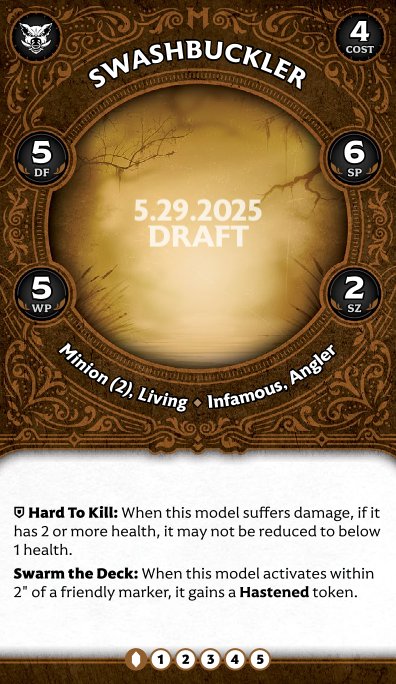 4
COST
SWASHBUCKLER
5
DF
6
SP
5.29.2025
DRAFT
5
WP
2
SZ
Minion (2), Living ⬥ Infamous, Angler
Hard To Kill: When this model suffers damage, if it
has 2 or more health, it may not be reduced to below
1 health.
Swarm the Deck: When this model activates within
2" of a friendly marker, it gains a Hastened token.
1 2 3 4 5